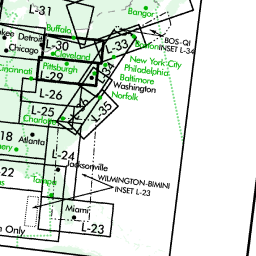 L-31
Bangor
Buffalo
BOS-QI
INSET L-34
Detroit
L-30
L-33
Chicago
Cleveland
New York City
Pittsburgh
Philadelphia
Cincinnati
L-29
Baltimore
Washington
L-26
Norfolk
L-35
L-25
Charlotte
18
Atlanta
L-24
Jacksonville
22
WILMINGTON-BIMINI
INSET L-23
Tampa
Miami
L-23
Only